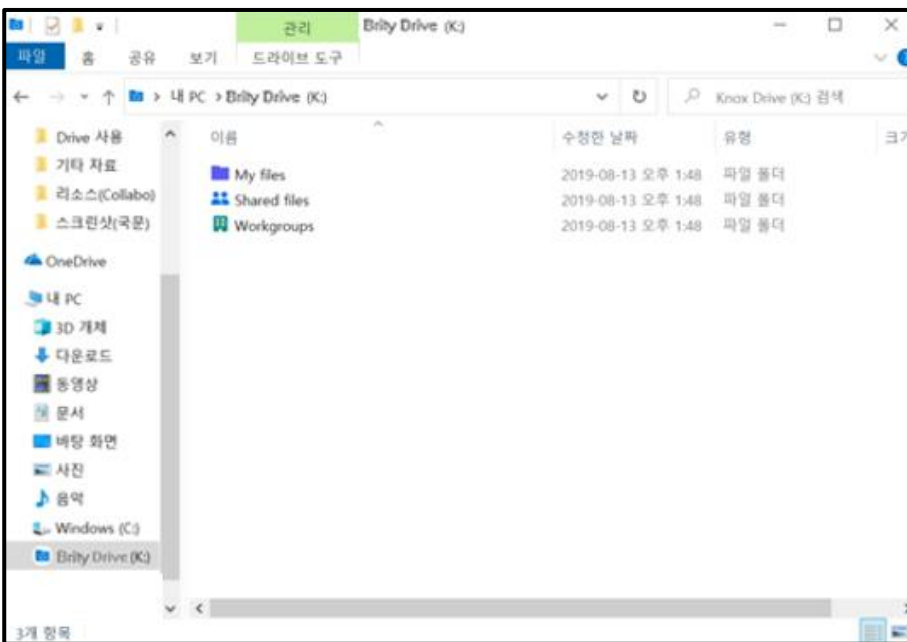 관리
Brity Drive (K:)
파일 홈 공유 보기 드라이브 도구
내 PC > Brity Drive (K:)
Knox Drive (K:) 검색
이름 수정한 날짜 유형 크기
Drive 사용
기타 자료
리소스(Collabo)
스크린샷(국문)
OneDrive
내 PC
3D 개체
다운로드
동영상
문서
바탕 화면
사진
음악
Windows (C:)
Brity Drive (K:)
My files 2019-08-13 오후 1:48 파일 폴더
Shared files 2019-08-13 오후 1:48 파일 폴더
Workgroups 2019-08-13 오후 1:48 파일 폴더
3개 항목